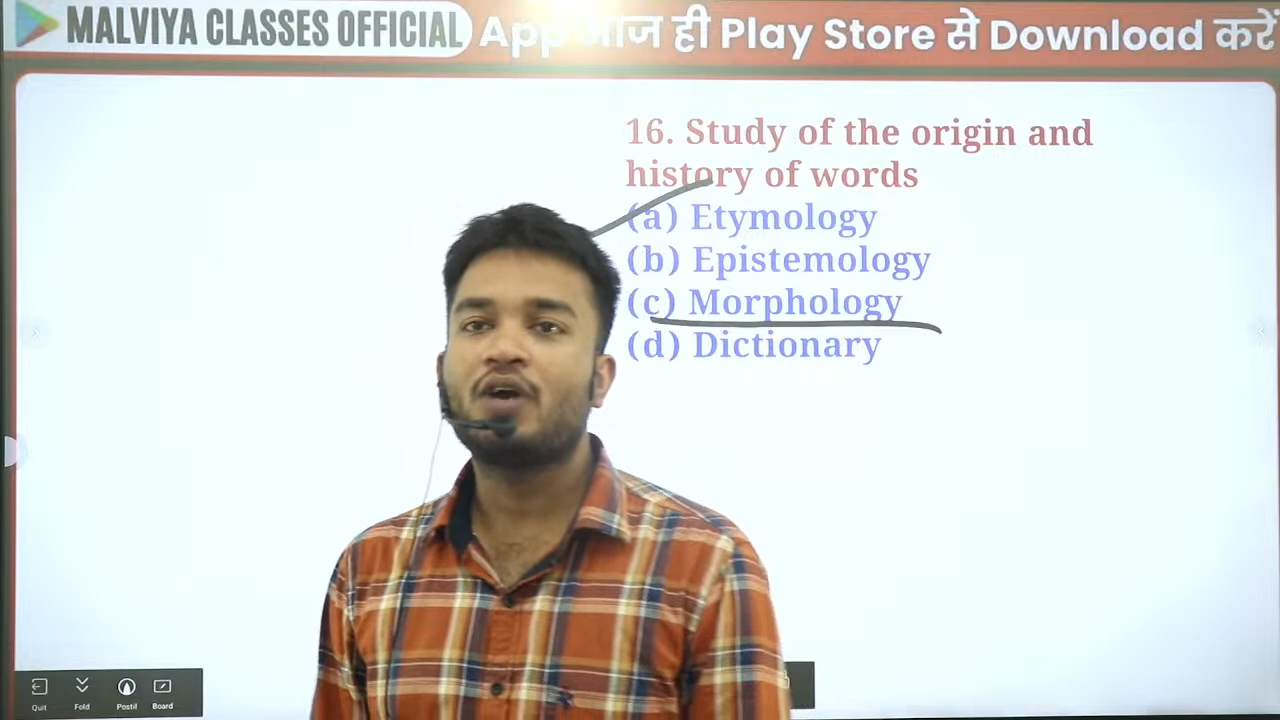 MALVIYA CLASSES OFFICIAL App आज ही Play Store से Download करें
16. Study of the origin and
history of words
(a) Etymology
(b) Epistemology
(c) Morphology
(d) Dictionary
Quit Fold Postil Board